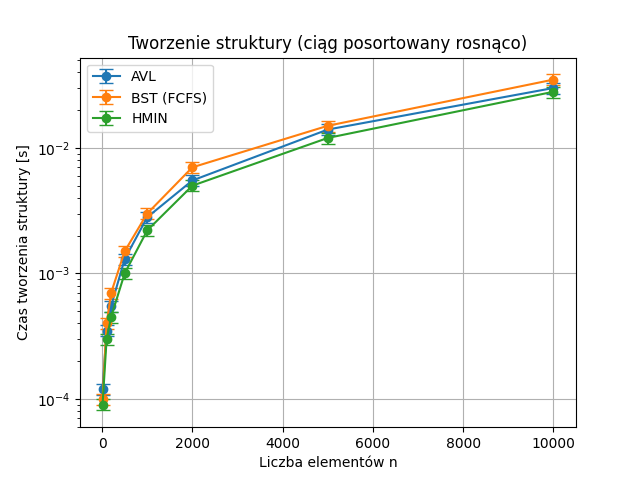 Tworzenie struktury (ciąg posortowany rosnąco)
AVL
BST (FCFS)
HMIN
Czas tworzenia struktury [s]
10⁻²
10⁻³
10⁻⁴
0 2000 4000 6000 8000 10000
Liczba elementów n